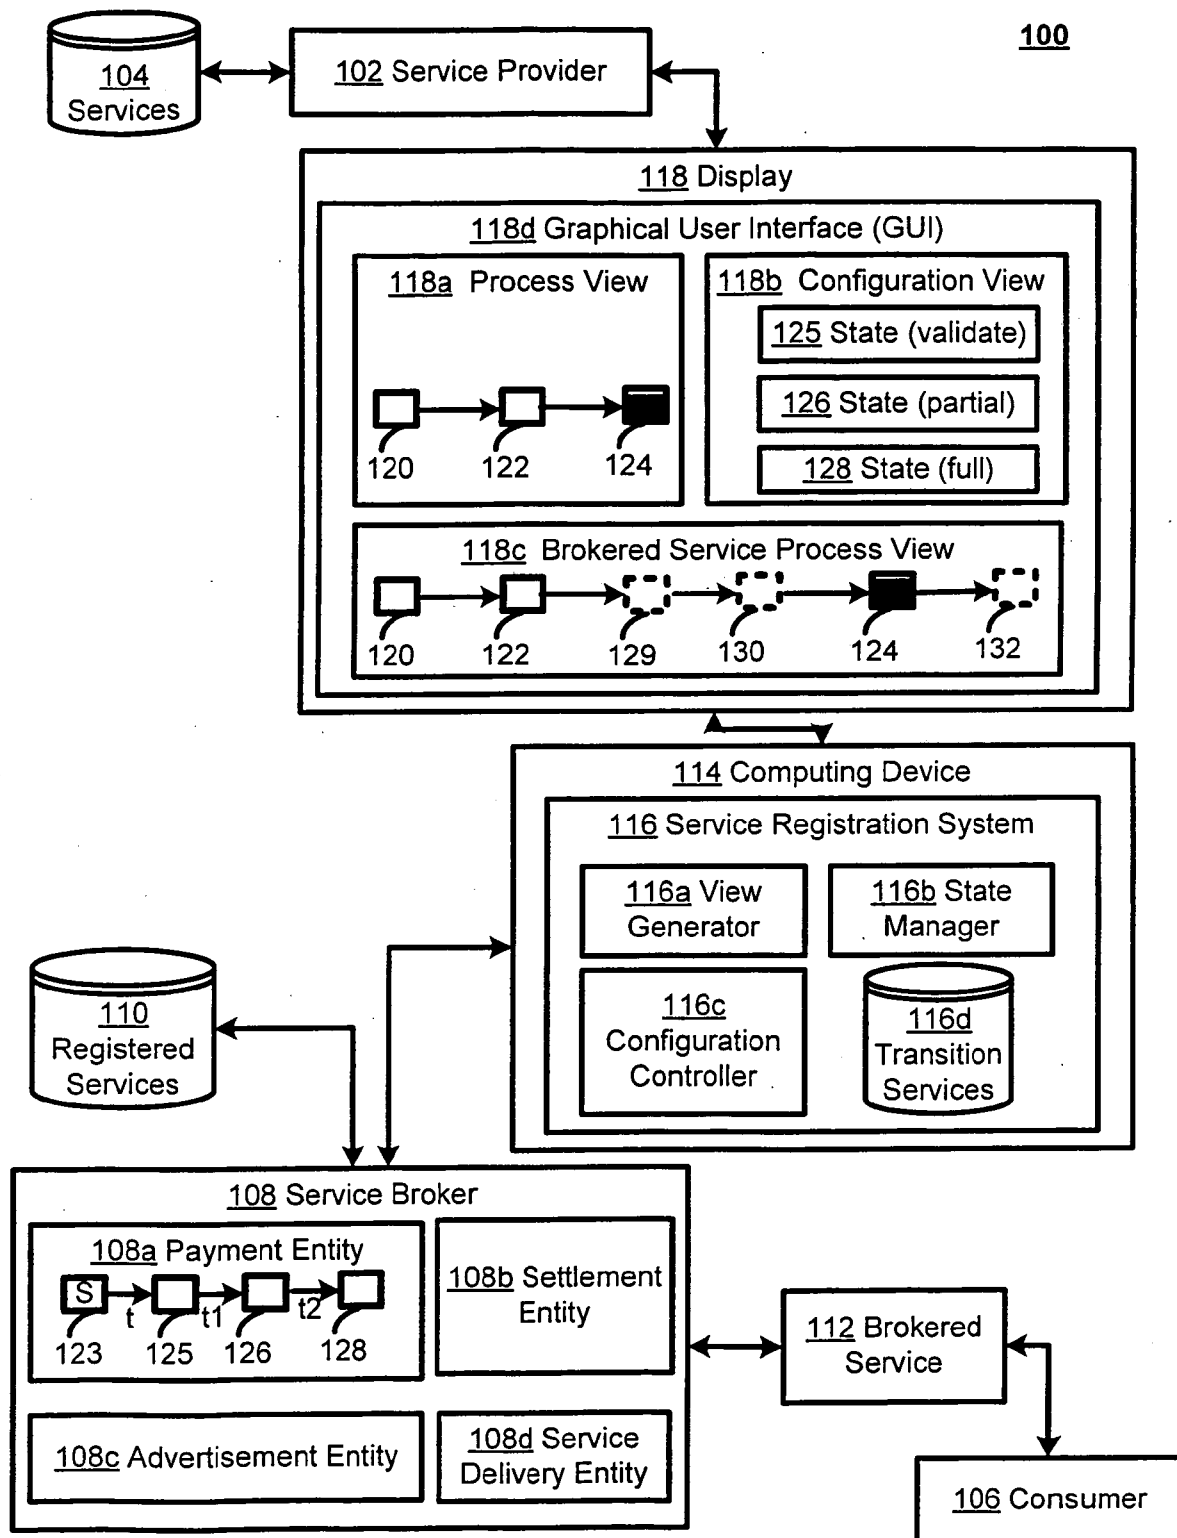 100
104
Services
102 Service Provider
118 Display
118d Graphical User Interface (GUI)
118a Process View
120
122
124
118b Configuration View
125 State (validate)
126 State (partial)
128 State (full)
118c Brokered Service Process View
120
122
129
130
124
132
114 Computing Device
116 Service Registration System
116a View
Generator
116b State
Manager
116c
Configuration
Controller
116d
Transition
Services
110
Registered
Services
108 Service Broker
108a Payment Entity
S
t
t1
t2
123
125
126
128
108b Settlement
Entity
108c Advertisement Entity
108d Service
Delivery Entity
112 Brokered
Service
106 Consumer